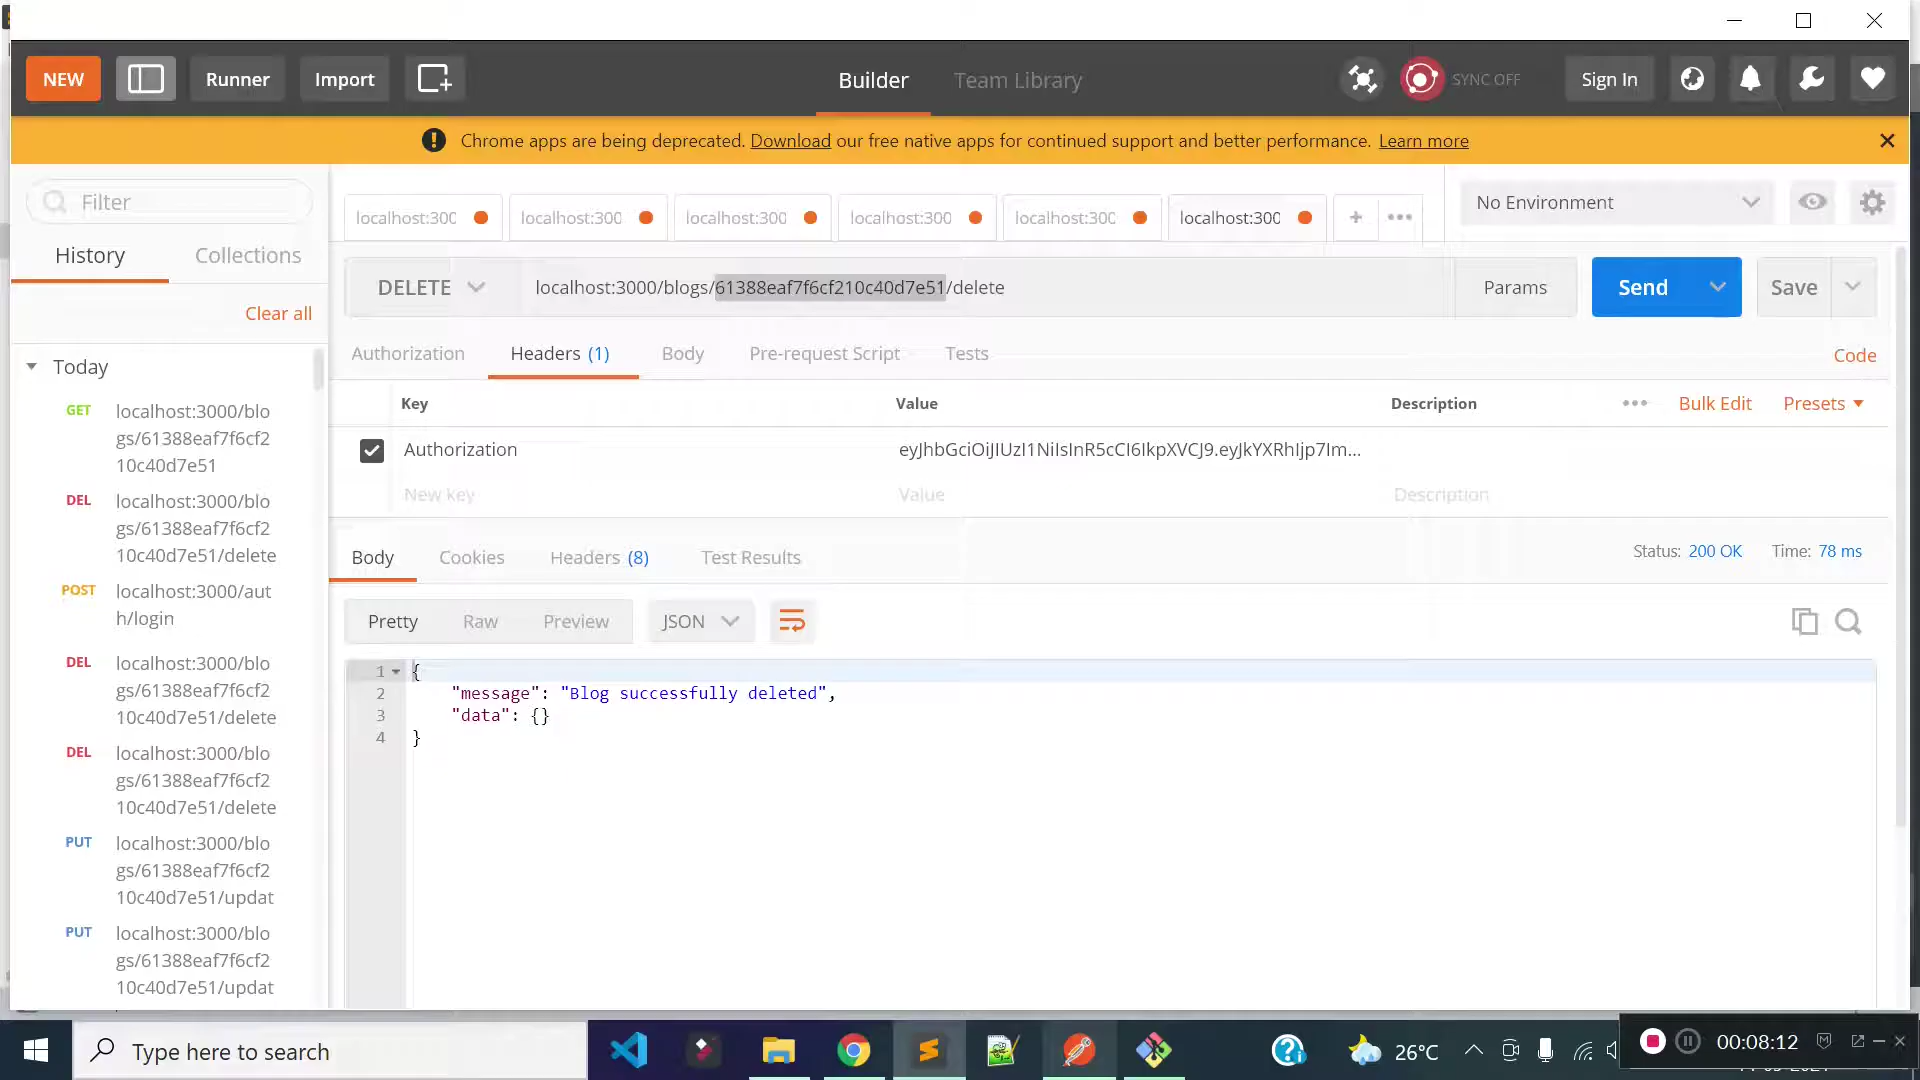 NEW
Runner
Import
Builder
Team Library
SYNC OFF
Sign In
Chrome apps are being deprecated. Download our free native apps for continued support and better performance. Learn more
Filter
History
Collections
Clear all
Today
GET localhost:3000/blo
gs/61388eaf7f6cf2
10c40d7e51
DEL localhost:3000/blo
gs/61388eaf7f6cf2
10c40d7e51/delete
POST localhost:3000/aut
h/login
DEL localhost:3000/blo
gs/61388eaf7f6cf2
10c40d7e51/delete
DEL localhost:3000/blo
gs/61388eaf7f6cf2
10c40d7e51/delete
PUT localhost:3000/blo
gs/61388eaf7f6cf2
10c40d7e51/updat
PUT localhost:3000/blo
gs/61388eaf7f6cf2
10c40d7e51/updat
localhost:300 localhost:300 localhost:300 localhost:300 localhost:300 localhost:300
No Environment
DELETE localhost:3000/blogs/61388eaf7f6cf210c40d7e51/delete Params Send Save
Authorization Headers (1) Body Pre-request Script Tests Code
Key Value Description Bulk Edit Presets
Authorization eyJhbGciOiJIUzI1NiIsInR5cCI6IkpXVCJ9.eyJkYXRhIjp7Im...
New key Value Description
Body Cookies Headers (8) Test Results Status: 200 OK Time: 78 ms
Pretty Raw Preview JSON
1 {
2 "message": "Blog successfully deleted",
3 "data": {}
4 }
Type here to search
26°C
00:08:12